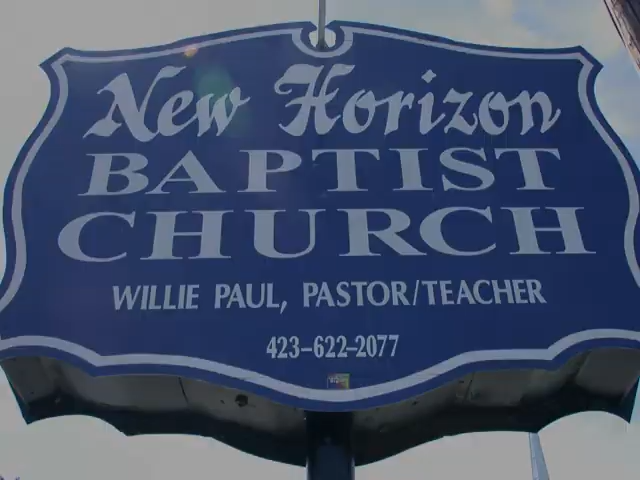 New Horizon
BAPTIST
CHURCH
WILLIE PAUL, PASTOR/TEACHER
423-622-2077